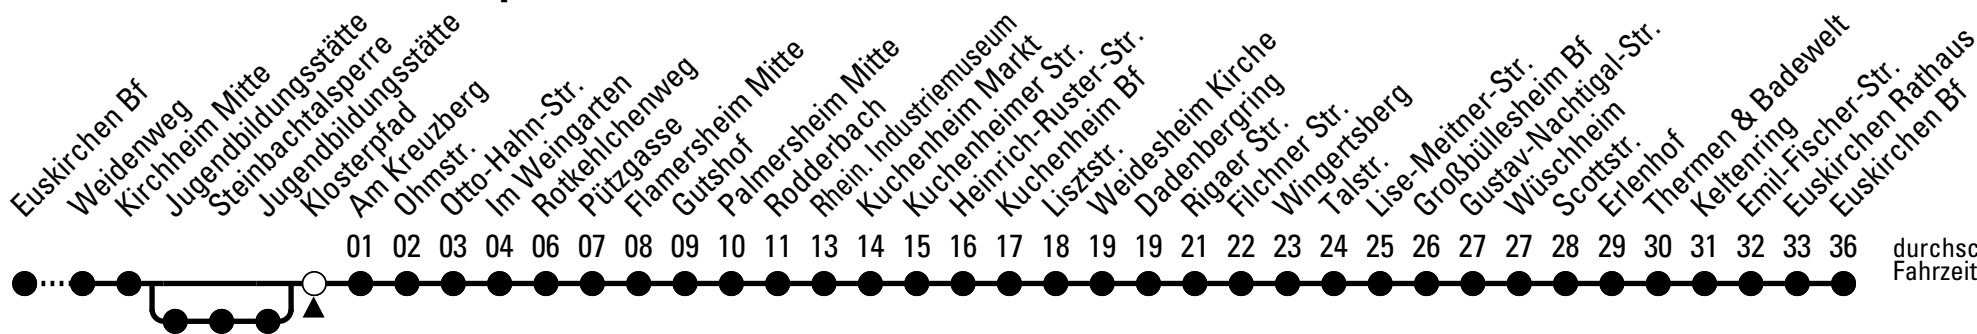 Euskirchen Bf
Weidenweg
Kirchheim Mitte
Jugendbildungsstätte
Steinbachtalsperre
Jugendbildungsstätte
Klosterpfad
Am Kreuzberg
Ohmstr.
Otto-Hahn-Str.
Im Weingarten
Rotkehlchenweg
Pützgasse
Flamersheim Mitte
Gutshof
Palmersheim Mitte
Rodderbach
Rhein. Industriemuseum
Kuchenheim Markt
Kuchenheimer Str.
Heinrich-Ruster-Str.
Kuchenheim Bf
Lisztstr.
Weidesheim Kirche
Dadenbergring
Rigaer Str.
Filchner Str.
Wingertsberg
Talstr.
Lise-Meitner-Str.
Großbüllesheim Bf
Gustav-Nachtigal-Str.
Wüschheim
Scottstr.
Erlenhof
Thermen & Badewelt
Keltenring
Emil-Fischer-Str.
Euskirchen Rathaus
Euskirchen Bf
01 02 03 04 06 07 08 09 10 11 13 14 15 16 17 18 19 19 21 22 23 24 25 26 27 27 28 29 30 31 32 33 36
durchsc
Fahrzeit